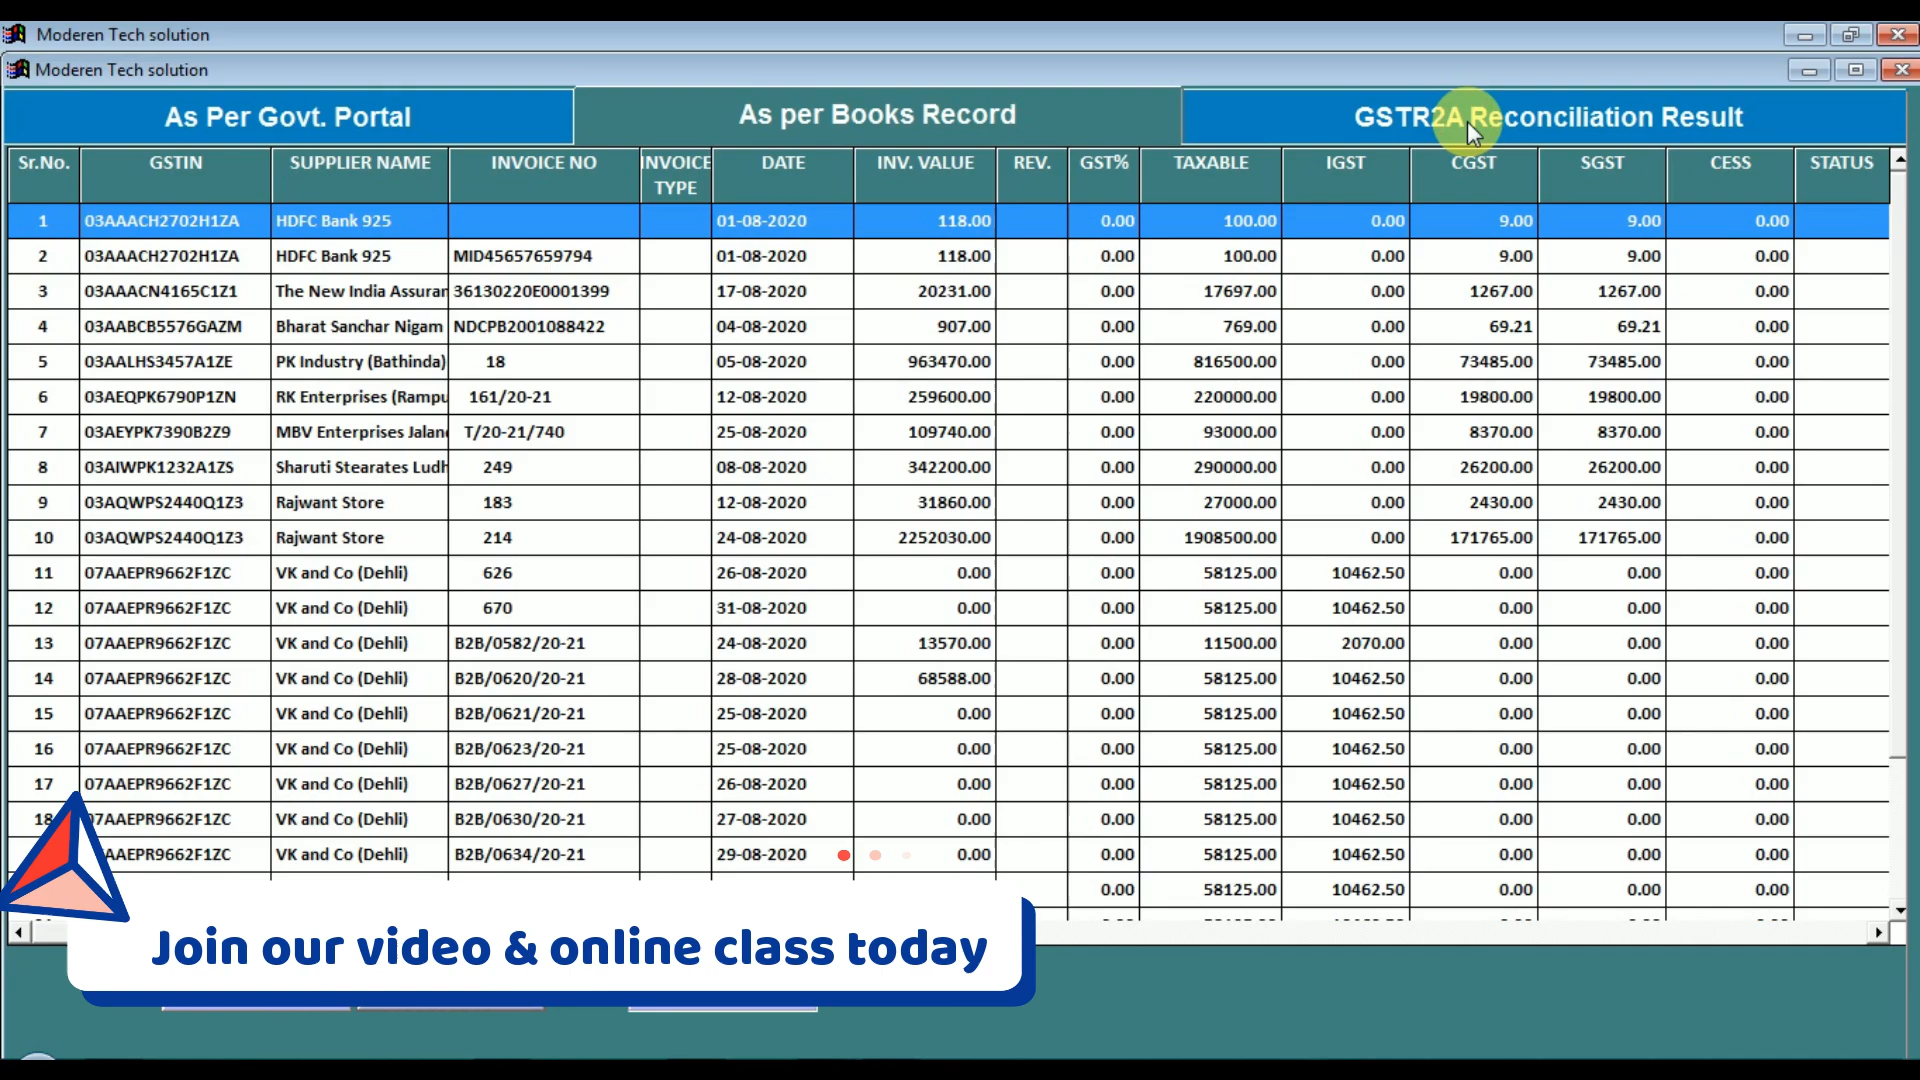 Moderen Tech solution
Moderen Tech solution
As Per Govt. Portal As per Books Record GSTR2A Reconciliation Result
Sr.No. GSTIN SUPPLIER NAME INVOICE NO INVOICE TYPE DATE INV. VALUE REV. GST% TAXABLE IGST CGST SGST CESS STATUS
1 03AAACH2702H1ZA HDFC Bank 925 01-08-2020 118.00 0.00 100.00 0.00 9.00 9.00 0.00
2 03AAACH2702H1ZA HDFC Bank 925 MID45657659794 01-08-2020 118.00 0.00 100.00 0.00 9.00 9.00 0.00
3 03AAACN4165C1Z1 The New India Assuran 36130220E0001399 17-08-2020 20231.00 0.00 17697.00 0.00 1267.00 1267.00 0.00
4 03AABCB5576GAZM Bharat Sanchar Nigam NDCPB2001088422 04-08-2020 907.00 0.00 769.00 0.00 69.21 69.21 0.00
5 03AALHS3457A1ZE PK Industry (Bathinda) 18 05-08-2020 963470.00 0.00 816500.00 0.00 73485.00 73485.00 0.00
6 03AEQPK6790P1ZN RK Enterprises (Rampu 161/20-21 12-08-2020 259600.00 0.00 220000.00 0.00 19800.00 19800.00 0.00
7 03AEYPK7390B2Z9 MBV Enterprises Jalan T/20-21/740 25-08-2020 109740.00 0.00 93000.00 0.00 8370.00 8370.00 0.00
8 03AIWPK1232A1ZS Sharuti Stearates Ludh 249 08-08-2020 342200.00 0.00 290000.00 0.00 26200.00 26200.00 0.00
9 03AQWPS2440Q1Z3 Rajwant Store 183 12-08-2020 31860.00 0.00 27000.00 0.00 2430.00 2430.00 0.00
10 03AQWPS2440Q1Z3 Rajwant Store 214 24-08-2020 2252030.00 0.00 1908500.00 0.00 171765.00 171765.00 0.00
11 07AAEPR9662F1ZC VK and Co (Dehli) 626 26-08-2020 0.00 0.00 58125.00 10462.50 0.00 0.00 0.00
12 07AAEPR9662F1ZC VK and Co (Dehli) 670 31-08-2020 0.00 0.00 58125.00 10462.50 0.00 0.00 0.00
13 07AAEPR9662F1ZC VK and Co (Dehli) B2B/0582/20-21 24-08-2020 13570.00 0.00 11500.00 2070.00 0.00 0.00 0.00
14 07AAEPR9662F1ZC VK and Co (Dehli) B2B/0620/20-21 28-08-2020 68588.00 0.00 58125.00 10462.50 0.00 0.00 0.00
15 07AAEPR9662F1ZC VK and Co (Dehli) B2B/0621/20-21 25-08-2020 0.00 0.00 58125.00 10462.50 0.00 0.00 0.00
16 07AAEPR9662F1ZC VK and Co (Dehli) B2B/0623/20-21 25-08-2020 0.00 0.00 58125.00 10462.50 0.00 0.00 0.00
17 07AAEPR9662F1ZC VK and Co (Dehli) B2B/0627/20-21 26-08-2020 0.00 0.00 58125.00 10462.50 0.00 0.00 0.00
18 7AAEPR9662F1ZC VK and Co (Dehli) B2B/0630/20-21 27-08-2020 0.00 0.00 58125.00 10462.50 0.00 0.00 0.00
AAEPR9662F1ZC VK and Co (Dehli) B2B/0634/20-21 29-08-2020 0.00 0.00 58125.00 10462.50 0.00 0.00 0.00
0.00 58125.00 10462.50 0.00 0.00 0.00
Join our video & online class today